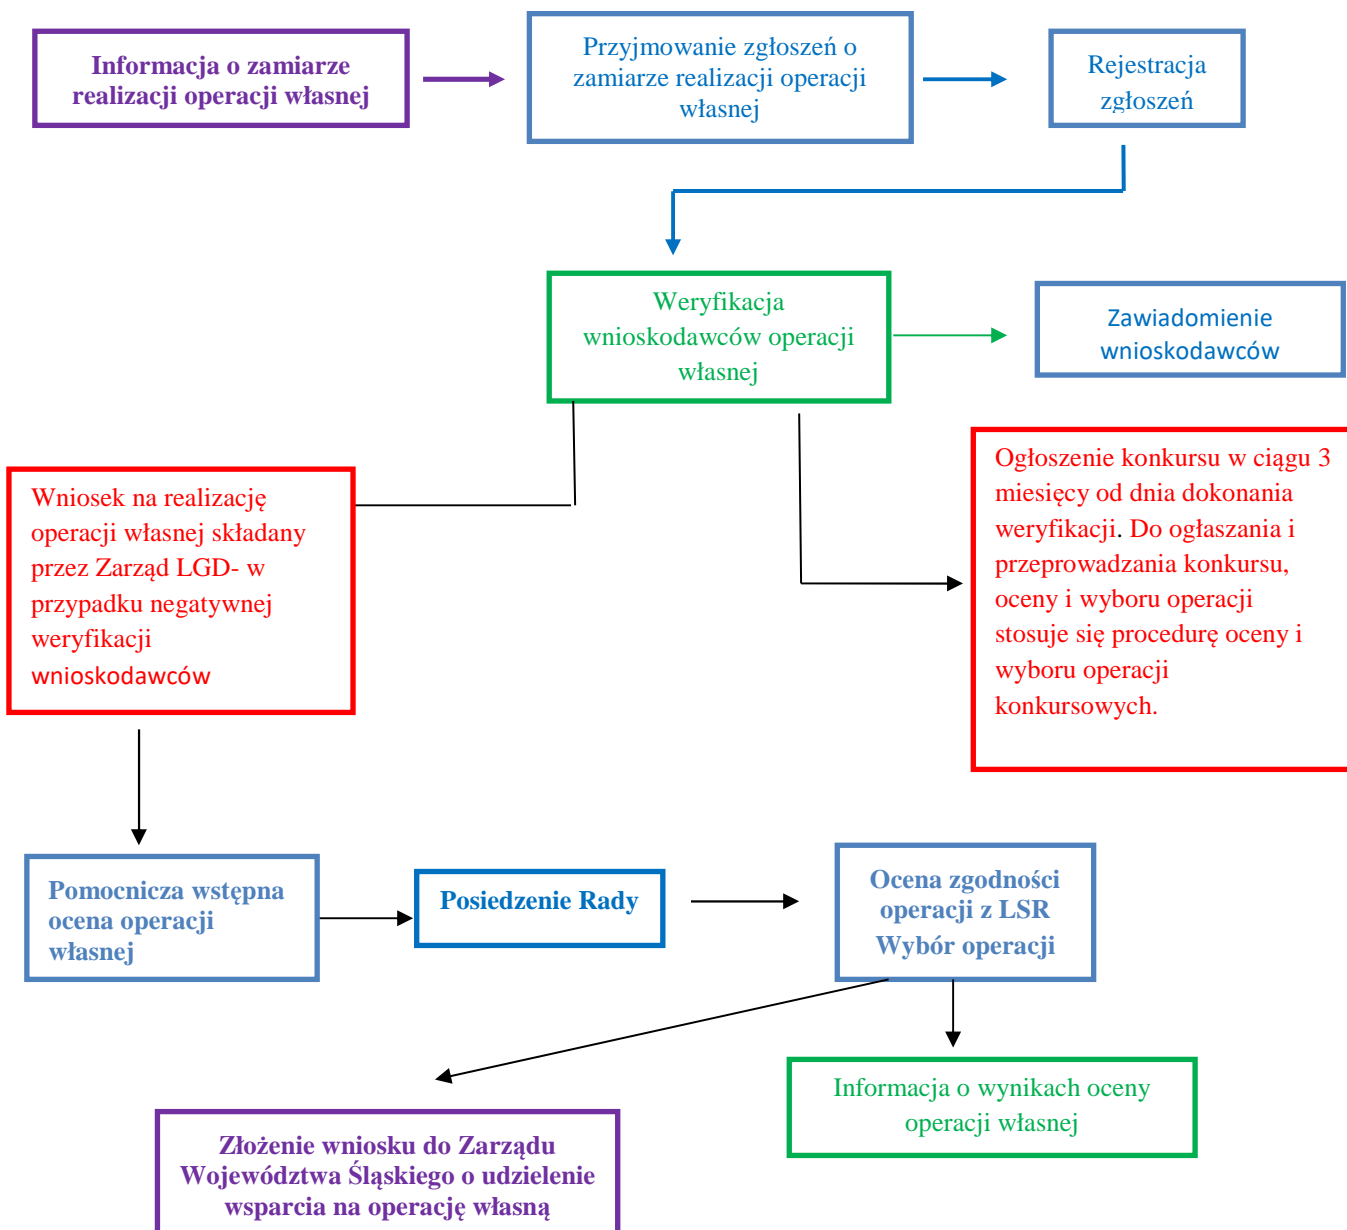 Informacja o zamiarze
realizacji operacji własnej
Przyjmowanie zgłoszeń o
zamiarze realizacji operacji
własnej
Rejestracja
zgłoszeń
Weryfikacja
wnioskodawców operacji
własnej
Zawiadomienie
wnioskodawców
Wniosek na realizację
operacji własnej składany
przez Zarząd LGD- w
przypadku negatywnej
weryfikacji
wnioskodawców
Ogłoszenie konkursu w ciągu 3
miesięcy od dnia dokonania
weryfikacji. Do ogłaszania i
przeprowadzania konkursu,
oceny i wyboru operacji
stosuje się procedurę oceny i
wyboru operacji
konkursowych.
Pomocnicza wstępna
ocena operacji
własnej
Posiedzenie Rady
Ocena zgodności
operacji z LSR
Wybór operacji
Informacja o wynikach oceny
operacji własnej
Złożenie wniosku do Zarządu
Województwa Śląskiego o udzielenie
wsparcia na operację własną